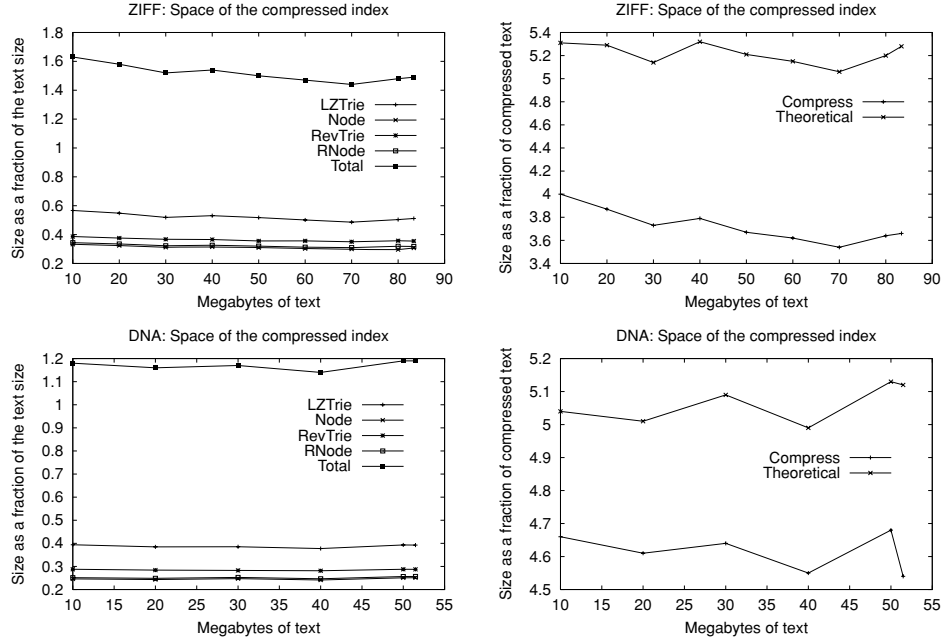 ZIFF: Space of the compressed index
Size as a fraction of the text size
1.8
1.6
1.4
1.2
1
0.8
0.6
0.4
0.2
LZTrie
Node
RevTrie
RNode
Total
10 20 30 40 50 60 70 80 90
Megabytes of text
ZIFF: Space of the compressed index
Size as a fraction of compressed text
5.4
5.2
5
4.8
4.6
4.4
4.2
4
3.8
3.6
3.4
Compress
Theoretical
10 20 30 40 50 60 70 80 90
Megabytes of text
DNA: Space of the compressed index
Size as a fraction of the text size
1.2
1.1
1
0.9
0.8
0.7
0.6
0.5
0.4
0.3
0.2
LZTrie
Node
RevTrie
RNode
Total
10 15 20 25 30 35 40 45 50 55
Megabytes of text
DNA: Space of the compressed index
Size as a fraction of compressed text
5.2
5.1
5
4.9
4.8
4.7
4.6
4.5
Compress
Theoretical
10 15 20 25 30 35 40 45 50 55
Megabytes of text